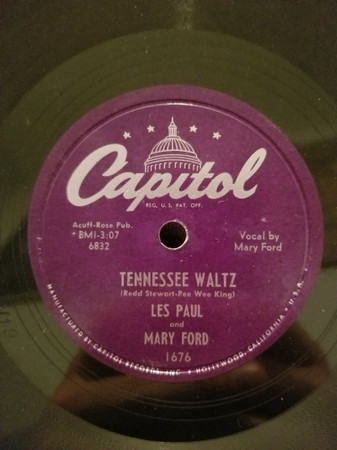 Capitol
REG. U.S. PAT. OFF.
Acuff-Rose Pub.
*BMI-3:07
6832
Vocal by
Mary Ford
TENNESSEE WALTZ
(Redd Stewart-Pee Wee King)
LES PAUL
and
MARY FORD
1676
MANUFACTURED BY CAPITOL RECORDS, INC. HOLLYWOOD, CALIFORNIA • U.S.A.